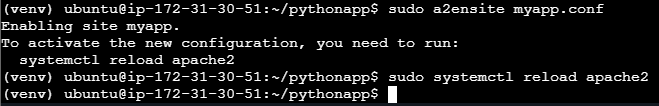 (venv) ubuntu@ip-172-31-30-51:~/pythonapp$ sudo a2ensite myapp.conf
Enabling site myapp.
To activate the new configuration, you need to run:
  systemctl reload apache2
(venv) ubuntu@ip-172-31-30-51:~/pythonapp$ sudo systemctl reload apache2
(venv) ubuntu@ip-172-31-30-51:~/pythonapp$